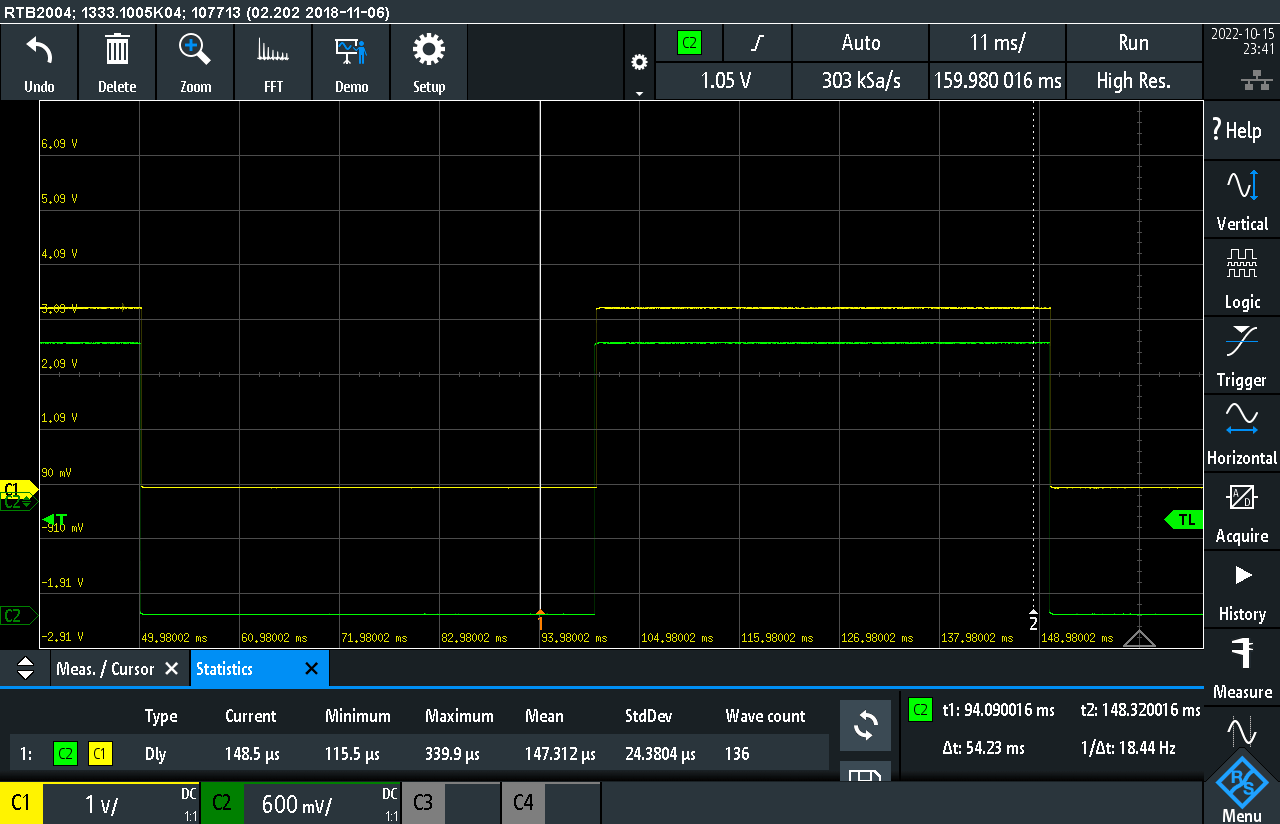 RTB2004; 1333.1005K04; 107713 (02.202 2018-11-06)
Undo
Delete
Zoom
FFT
Demo
Setup
C2
Auto
11 ms/
Run
1.05 V
303 kSa/s
159.980 016 ms
High Res.
2022-10-15
23:41
? Help
Vertical
Logic
Trigger
Horizontal
A/D
Acquire
History
Measure
R&S
Menu
6.09 V
5.09 V
4.09 V
3.09 V
2.09 V
1.09 V
90 mV
-910 mV
-1.91 V
-2.91 V
C1
C2
T
TL
C2
1
2
49.98002 ms
60.98002 ms
71.98002 ms
82.98002 ms
93.98002 ms
104.98002 ms
115.98002 ms
126.98002 ms
137.98002 ms
148.98002 ms
Meas. / Cursor
Statistics
Type Current Minimum Maximum Mean StdDev Wave count
1: C2 C1 Dly 148.5 µs 115.5 µs 339.9 µs 147.312 µs 24.3804 µs 136
C2 t1: 94.090016 ms t2: 148.320016 ms
Δt: 54.23 ms 1/Δt: 18.44 Hz
C1 1 V/ DC 1:1
C2 600 mV/ DC 1:1
C3
C4